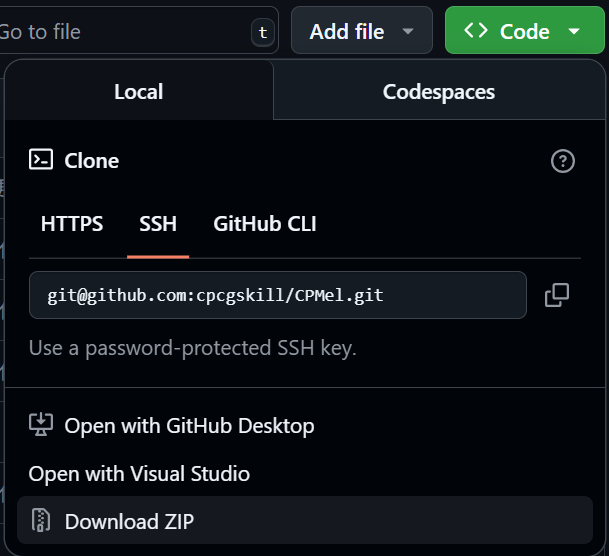 Go to file
t
Add file
Code
Local
Codespaces
Clone
HTTPS
SSH
GitHub CLI
git@github.com:cpcgskill/CPMel.git
Use a password-protected SSH key.
Open with GitHub Desktop
Open with Visual Studio
Download ZIP